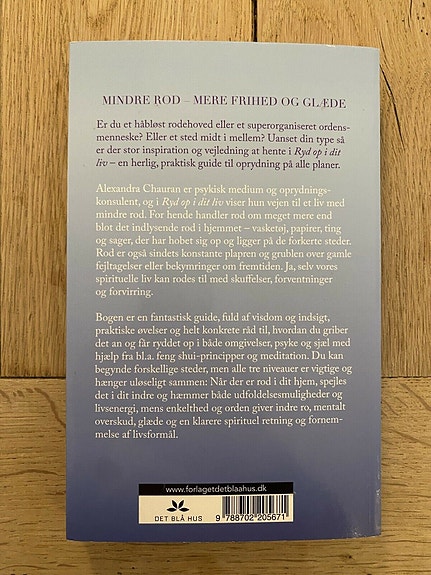 MINDRE ROD – MERE FRIHED OG GLÆDE
Er du et håbløst rodehoved eller et superorganiseret ordens-
menneske? Eller et sted midt i mellem? Uanset din type så
er der stor inspiration og vejledning at hente i Ryd op i dit
liv – en herlig, praktisk guide til oprydning på alle planer.
Alexandra Chauran er psykisk medium og oprydnings-
konsulent, og i Ryd op i dit liv viser hun vejen til et liv med
mindre rod. For hende handler rod om meget mere end
blot det indlysende rod i hjemmet – vasketøj, papirer, ting
og sager, der har hobet sig op og ligger på de forkerte steder.
Rod er også sindets konstante plapren og grublen over gamle
fejltagelser eller bekymringer om fremtiden. Ja, selv vores
spirituelle liv kan rodes til med skuffelser, forventninger
og forvirring.
Bogen er en fantastisk guide, fuld af visdom og indsigt,
praktiske øvelser og helt konkrete råd til, hvordan du griber
det an og får ryddet op i både omgivelser, psyke og sjæl med
hjælp fra bl.a. feng shui-principper og meditation. Du kan
begynde forskellige steder, men alle tre niveauer er vigtige og
hænger uløseligt sammen: Når der er rod i dit hjem, spejles
det i dit indre og hæmmer både udfoldelsesmuligheder og
livsenergi, mens enkelthed og orden giver indre ro, mentalt
overskud, glæde og en klarere spirituel retning og fornem-
melse af livsformål.
www.forlagetdetblaahus.dk
DET BLÅ HUS
9 788702 205671